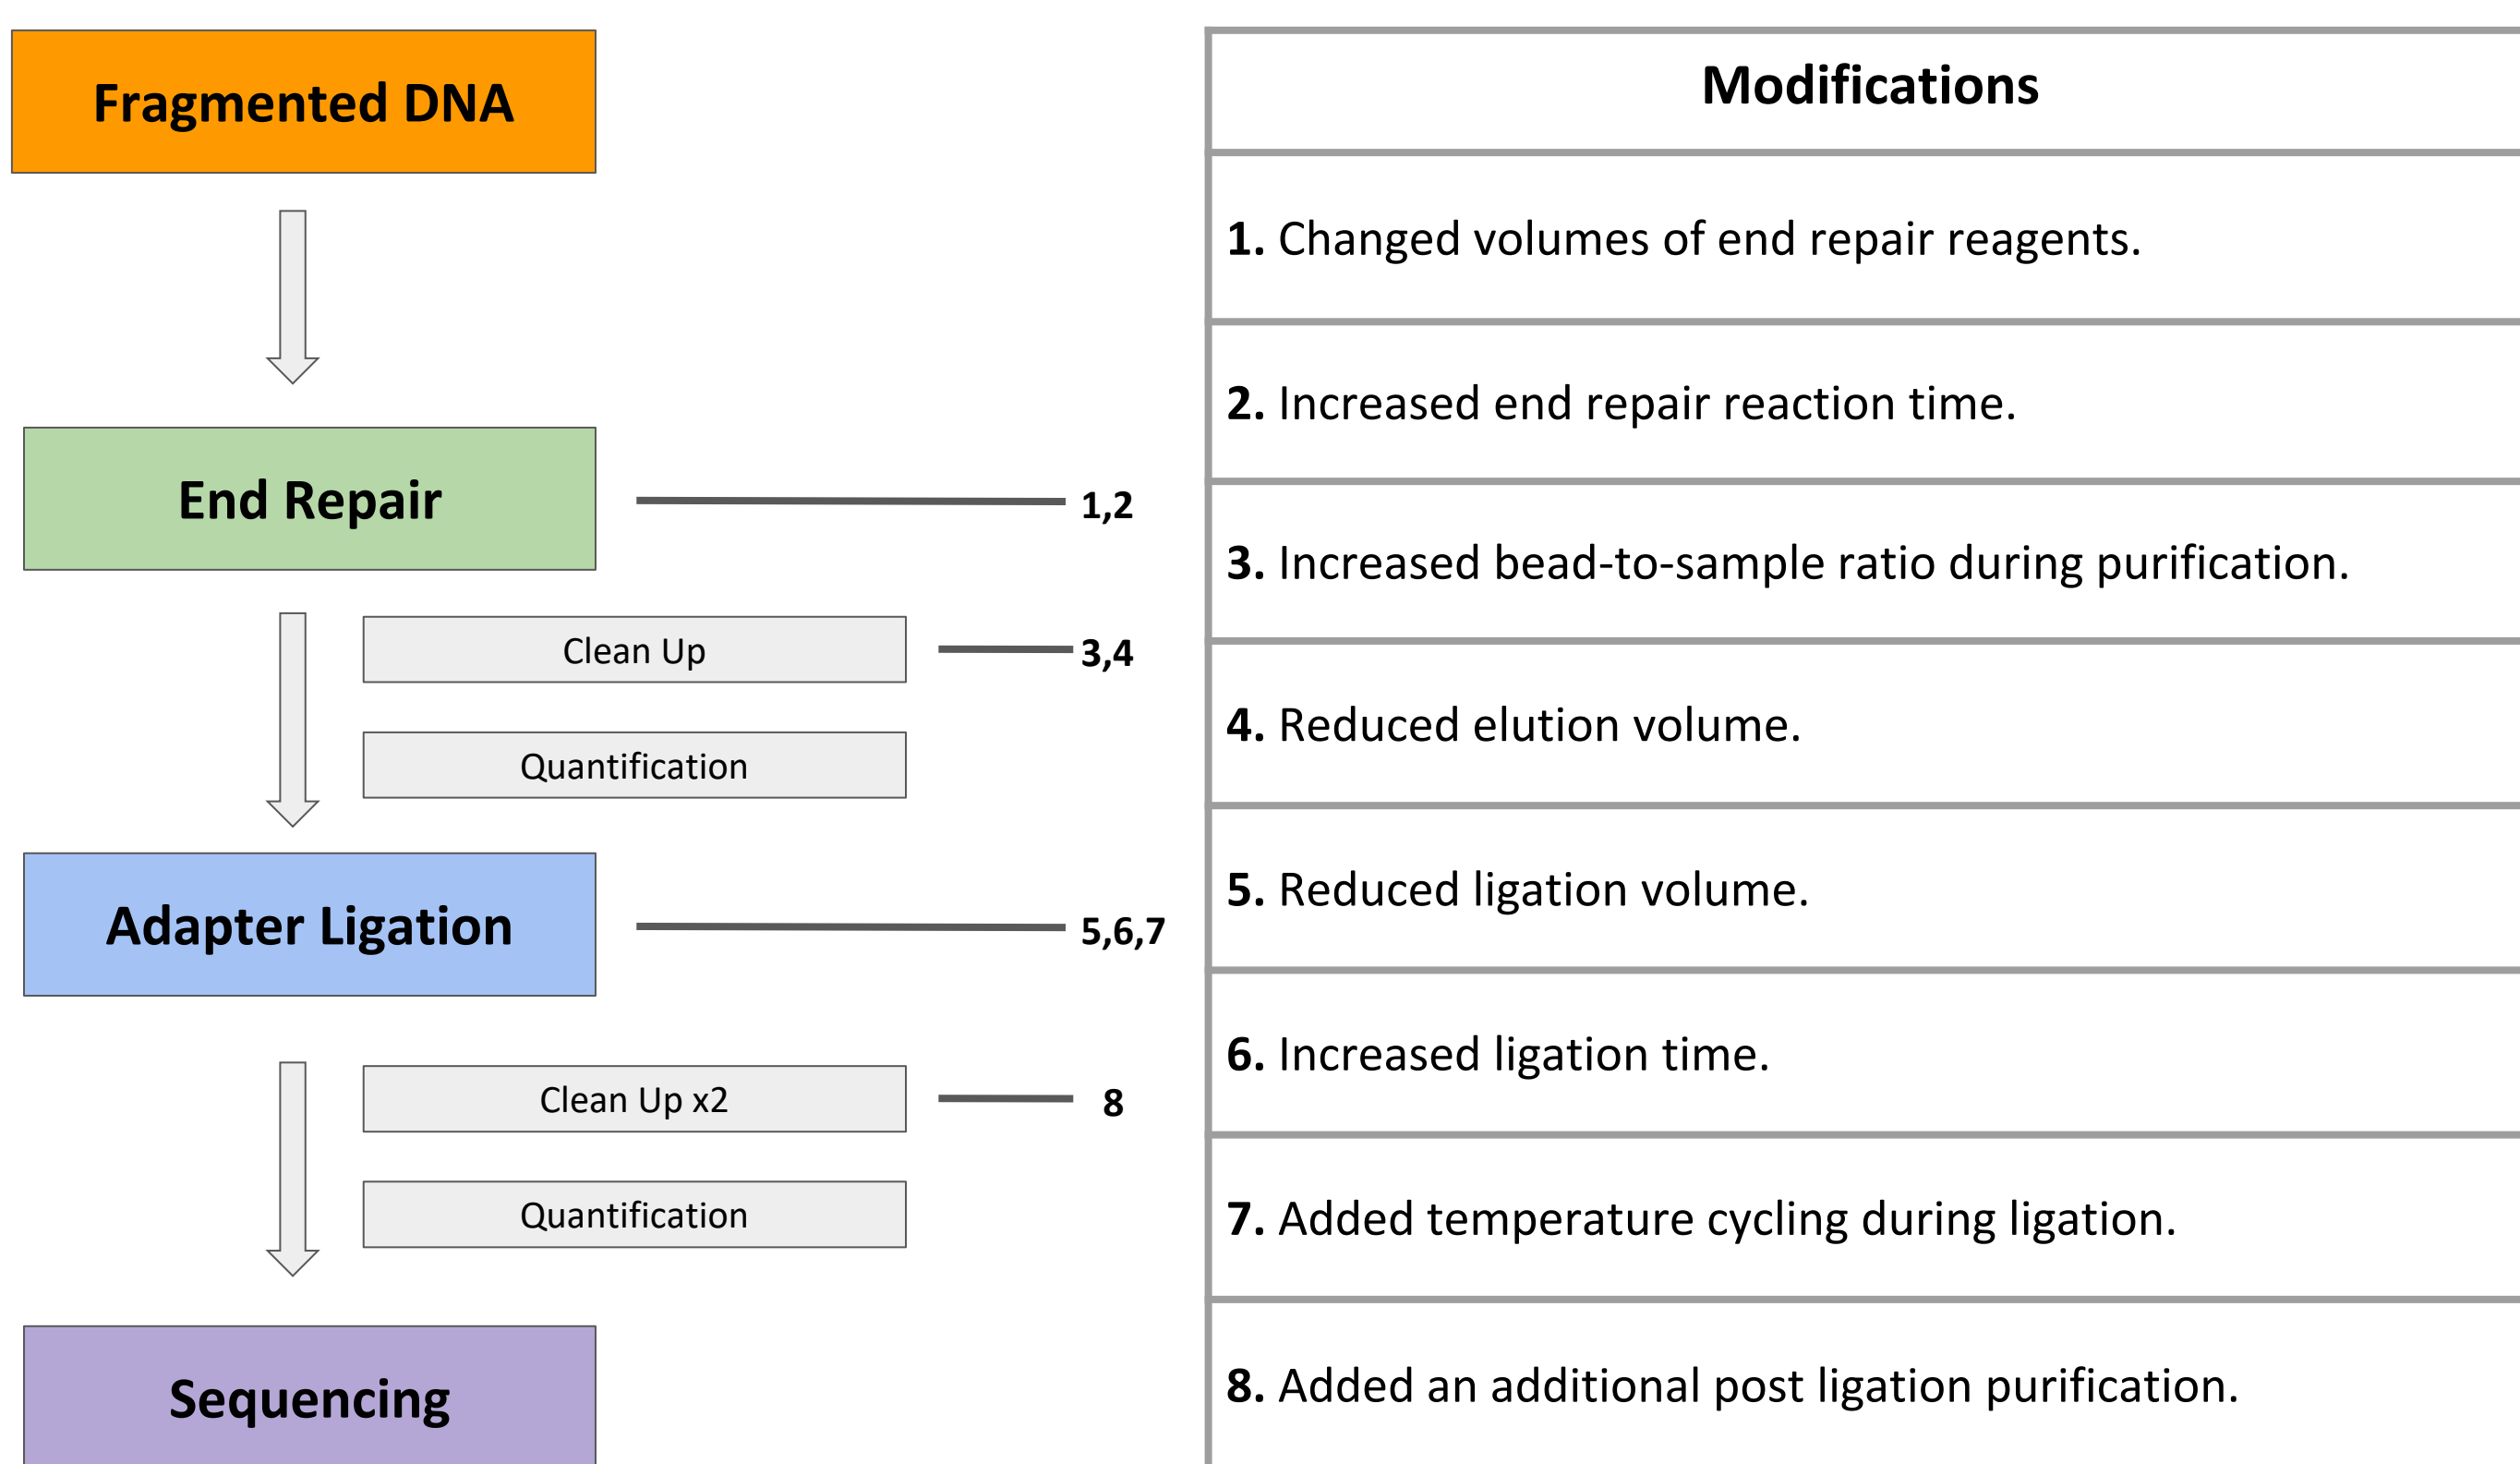 Fragmented DNA
End Repair
1,2
Clean Up
3,4
Quantification
Adapter Ligation
5,6,7
Clean Up x2
8
Quantification
Sequencing
Modifications
1. Changed volumes of end repair reagents.
2. Increased end repair reaction time.
3. Increased bead-to-sample ratio during purification.
4. Reduced elution volume.
5. Reduced ligation volume.
6. Increased ligation time.
7. Added temperature cycling during ligation.
8. Added an additional post ligation purification.